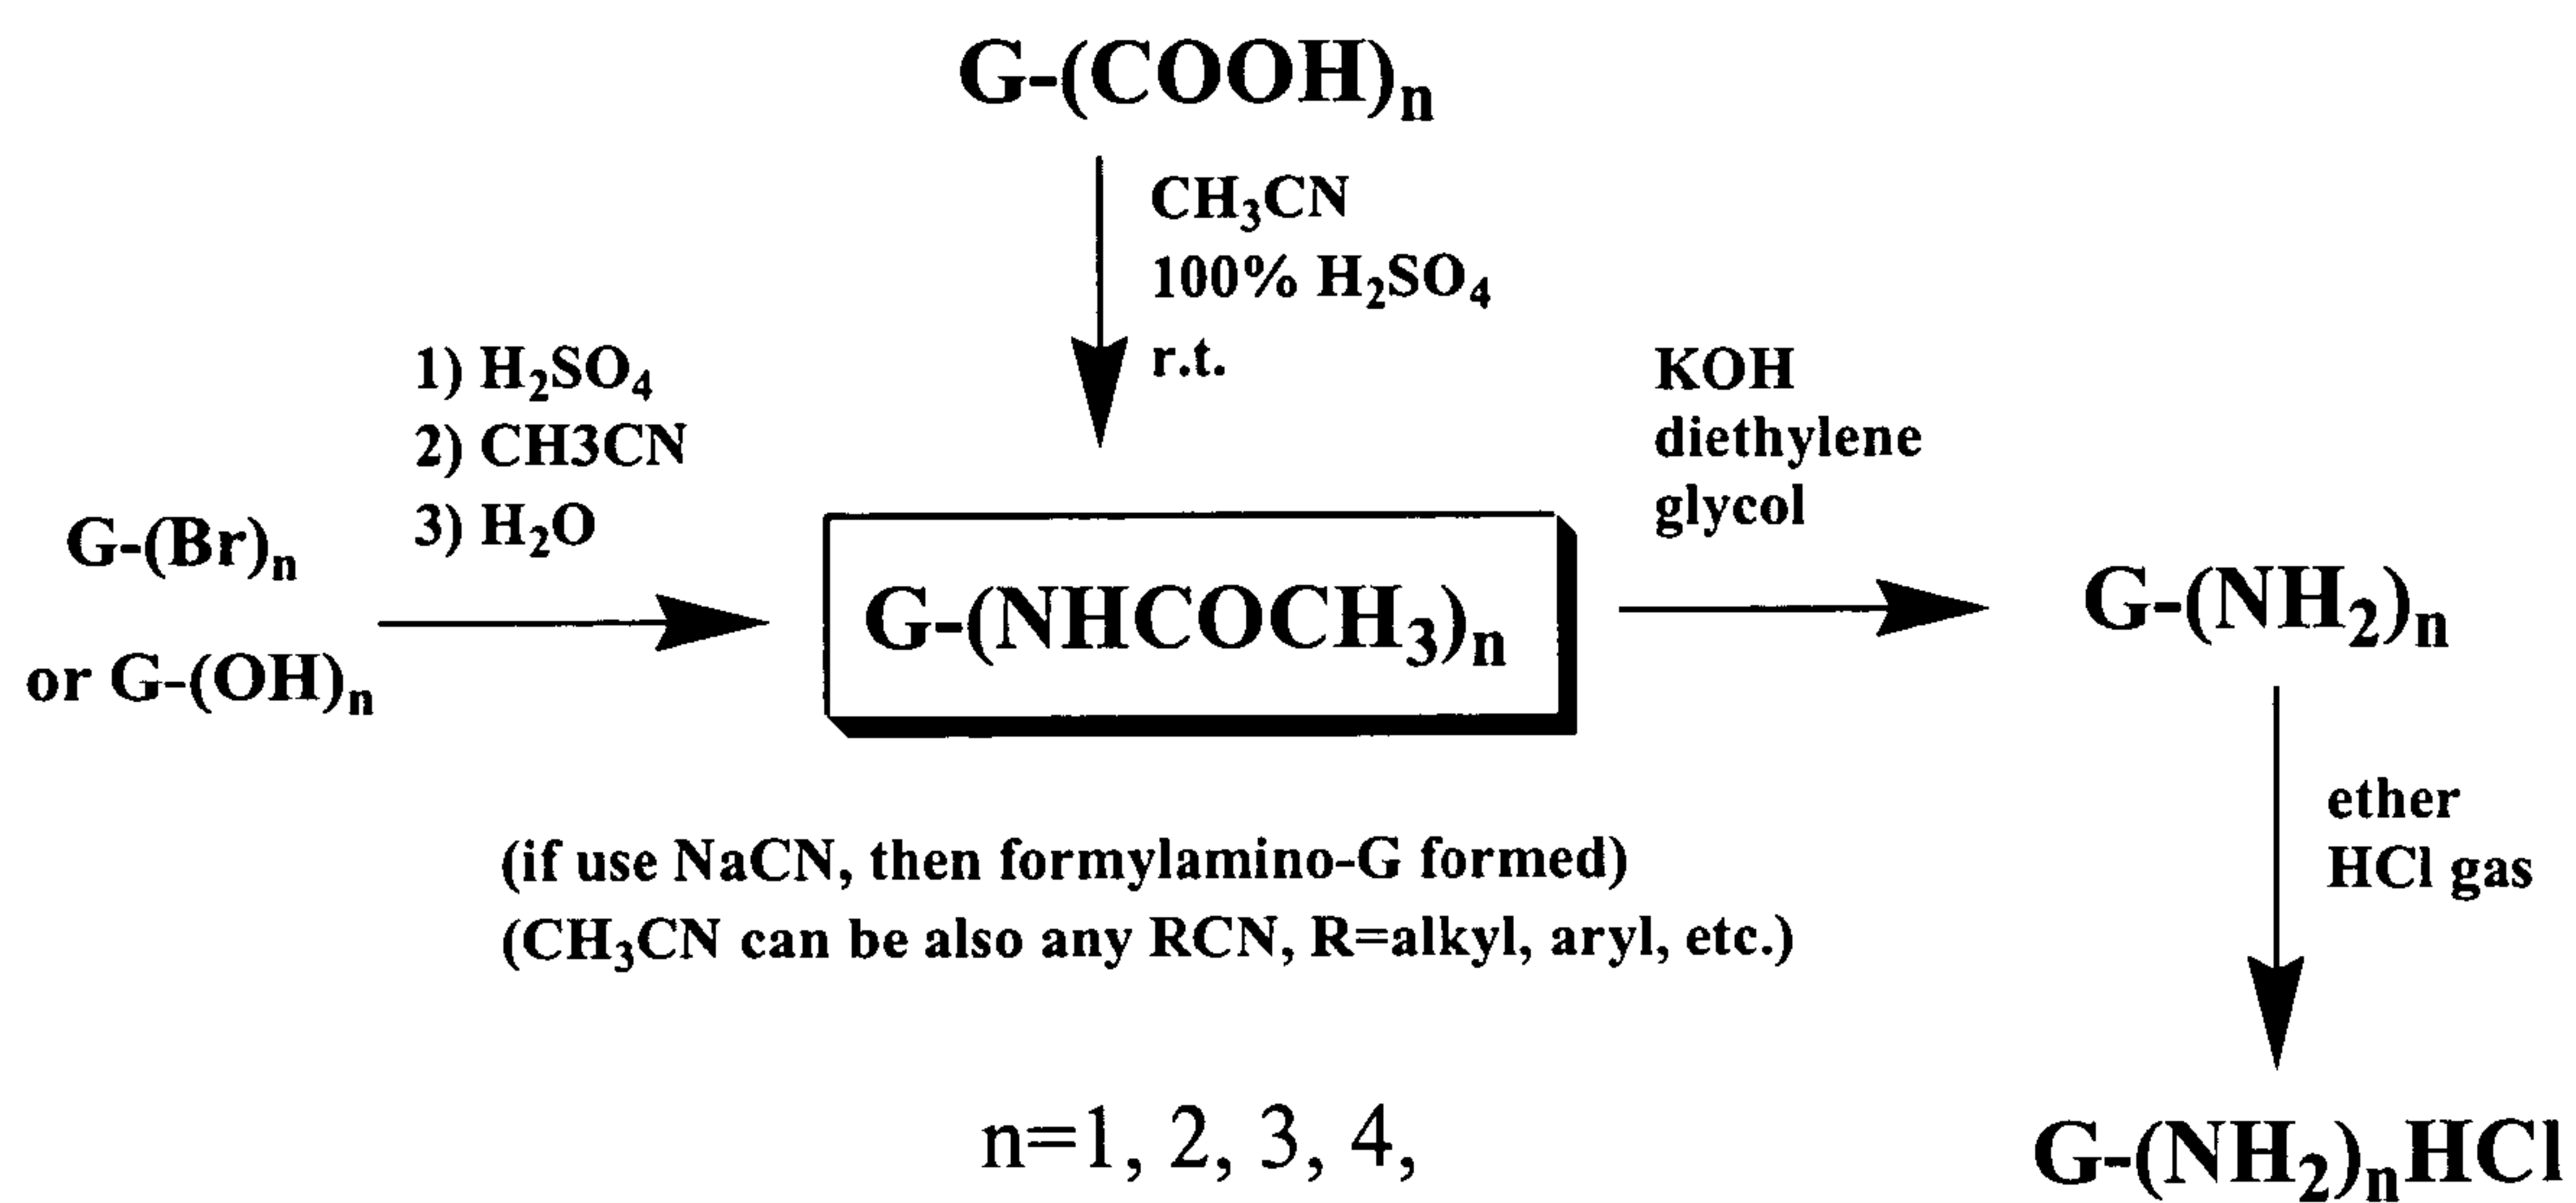 G-(COOH)ₙ
CH₃CN
100% H₂SO₄
r.t.
1) H₂SO₄
2) CH3CN
3) H₂O
G-(Br)ₙ
or G-(OH)ₙ
G-(NHCOCH₃)ₙ
KOH
diethylene
glycol
G-(NH₂)ₙ
ether
HCl gas
(if use NaCN, then formylamino-G formed)
(CH₃CN can be also any RCN, R=alkyl, aryl, etc.)
n=1, 2, 3, 4,
G-(NH₂)ₙHCl